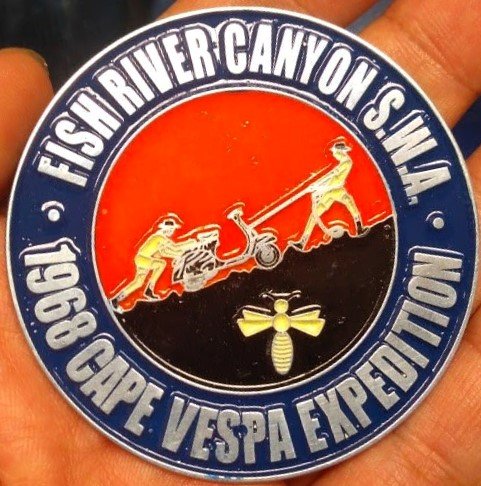 FISH RIVER CANYON S.W.A.
1968 CAPE VESPA EXPEDITION